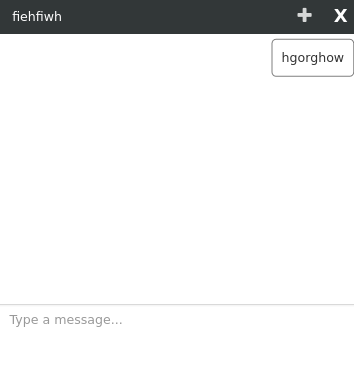 fiehfiwh + X
hgorghow
Type a message...